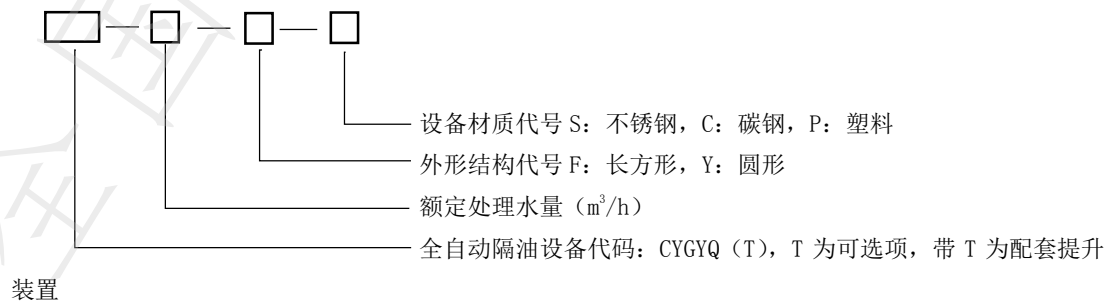 设备材质代号 S：不锈钢，C：碳钢，P：塑料
外形结构代号 F：长方形，Y：圆形
额定处理水量（m³/h）
全自动隔油设备代码：CYGYQ（T），T 为可选项，带 T 为配套提升
装置
全国